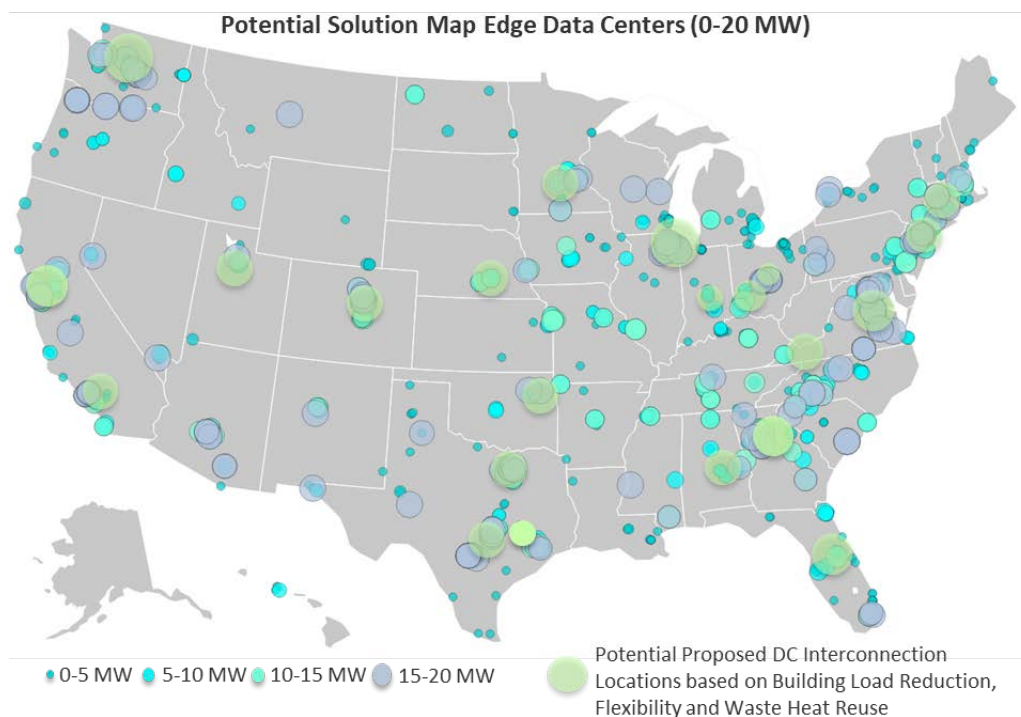 Potential Solution Map Edge Data Centers (0-20 MW)
0-5 MW
5-10 MW
10-15 MW
15-20 MW
Potential Proposed DC Interconnection
Locations based on Building Load Reduction,
Flexibility and Waste Heat Reuse